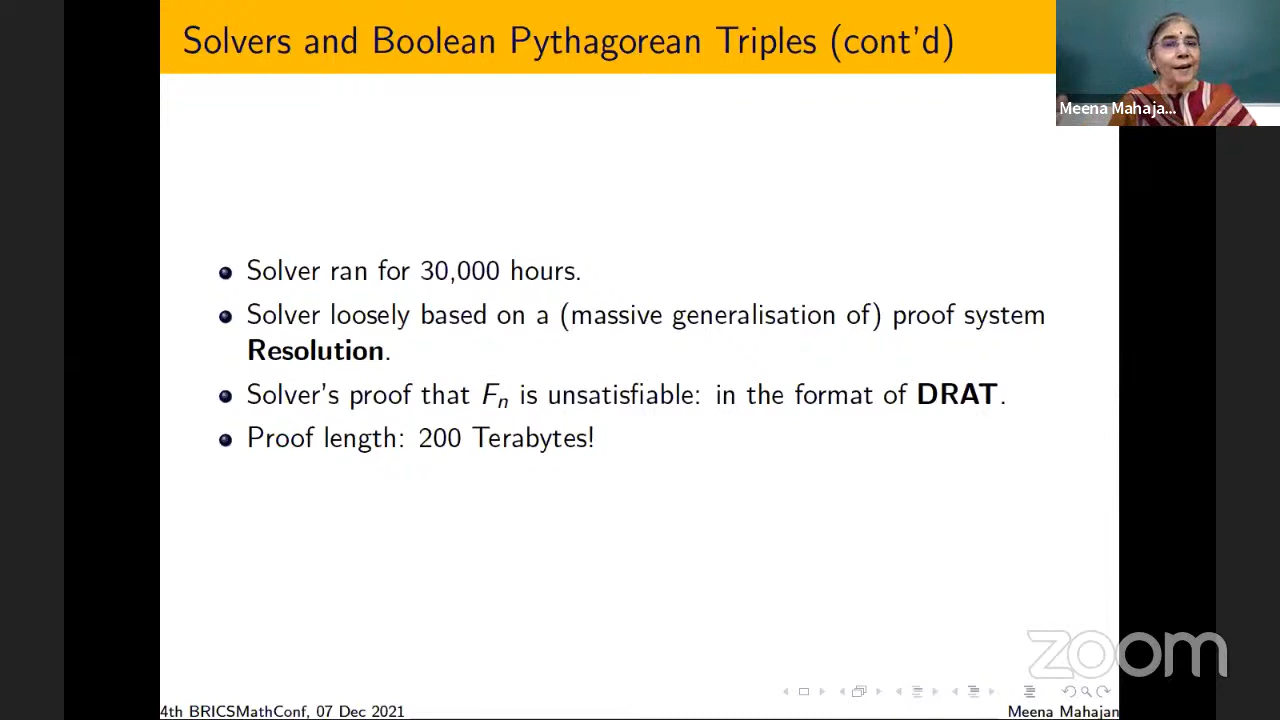 Solvers and Boolean Pythagorean Triples (cont'd)
Meena Mahaja...
Solver ran for 30,000 hours.
Solver loosely based on a (massive generalisation of) proof system
Resolution.
Solver's proof that Fn is unsatisfiable: in the format of DRAT.
Proof length: 200 Terabytes!
zoom
4th BRICSMathConf, 07 Dec 2021
Meena Mahajan